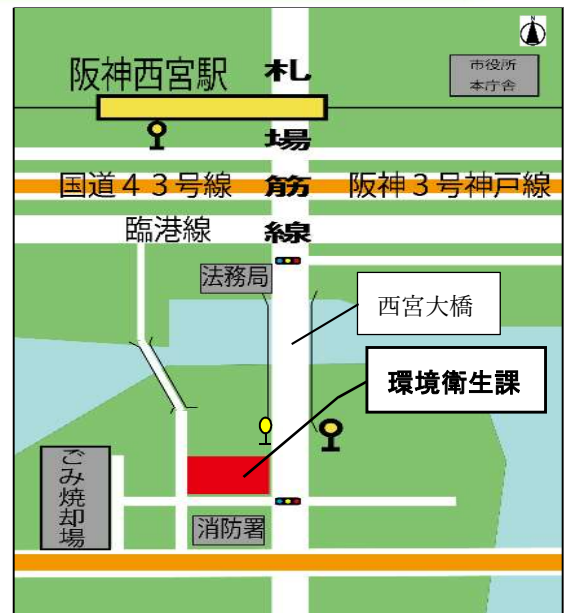 N
市役所
本庁舎
阪神西宮駅
札場筋線
国道43号線
阪神3号神戸線
臨港線
法務局
西宮大橋
環境衛生課
ごみ焼却場
消防署